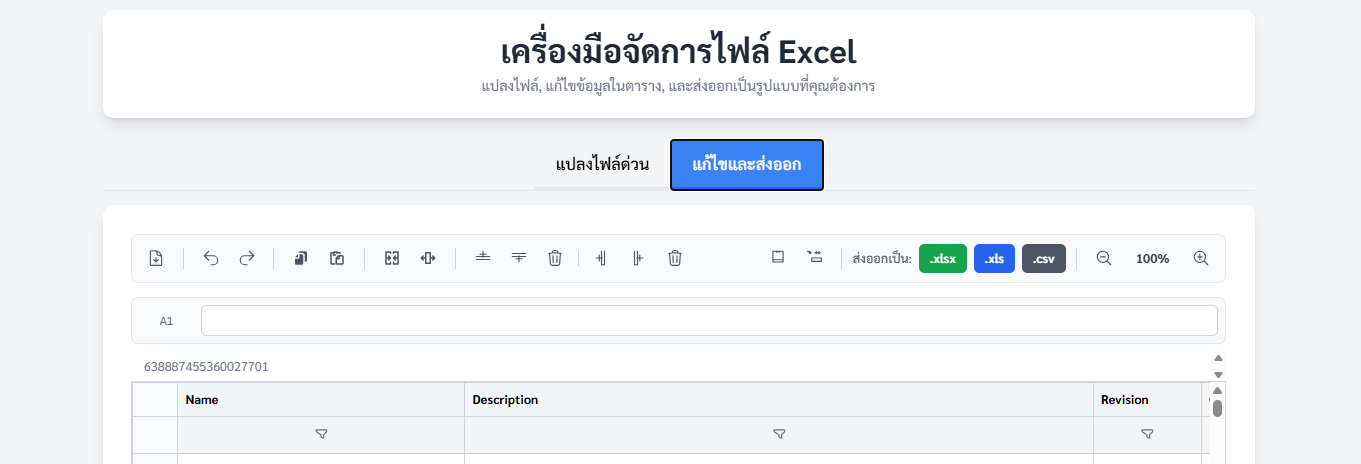 เครื่องมือจัดการไฟล์ Excel
แปลงไฟล์, แก้ไขข้อมูลในตาราง, และส่งออกเป็นรูปแบบที่คุณต้องการ
แปลงไฟล์ด่วน แก้ไขและส่งออก
ส่งออกเป็น: .xlsx .xls .csv 100%
A1
638887455360027701
Name Description Revision